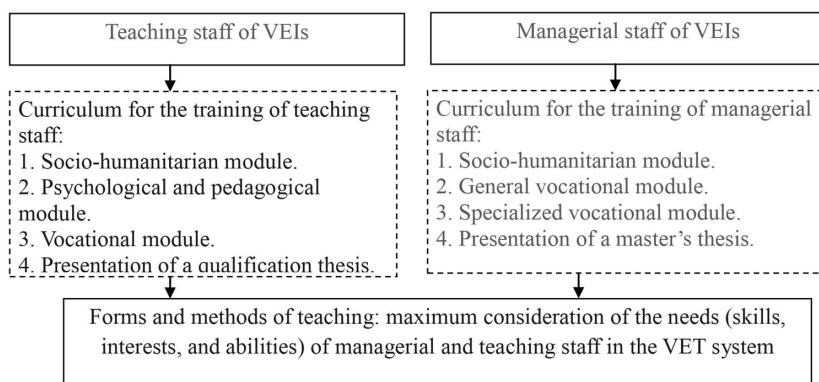 Teaching staff of VEIs
Managerial staff of VEIs
Curriculum for the training of teaching
staff:
1. Socio-humanitarian module.
2. Psychological and pedagogical
module.
3. Vocational module.
4. Presentation of a qualification thesis.
Curriculum for the training of managerial
staff:
1. Socio-humanitarian module.
2. General vocational module.
3. Specialized vocational module.
4. Presentation of a master’s thesis.
Forms and methods of teaching: maximum consideration of the needs (skills,
interests, and abilities) of managerial and teaching staff in the VET system